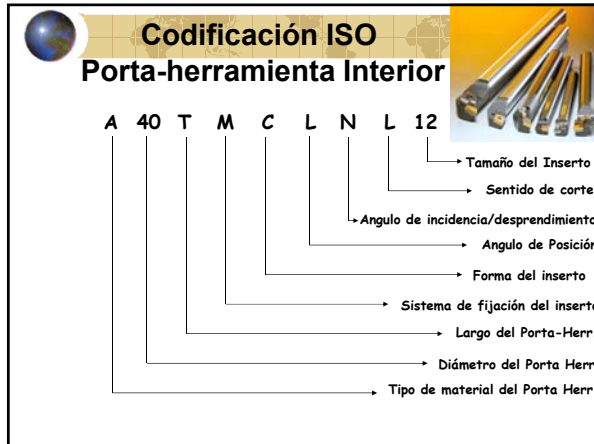 Codificación ISO
Porta-herramienta Interior
A 40 T M C L N L 12
Tamaño del Inserto
Sentido de corte
Angulo de incidencia/desprendimiento
Angulo de Posición
Forma del inserto
Sistema de fijación del inserto
Largo del Porta-Herr
Diámetro del Porta Herr
Tipo de material del Porta Herr